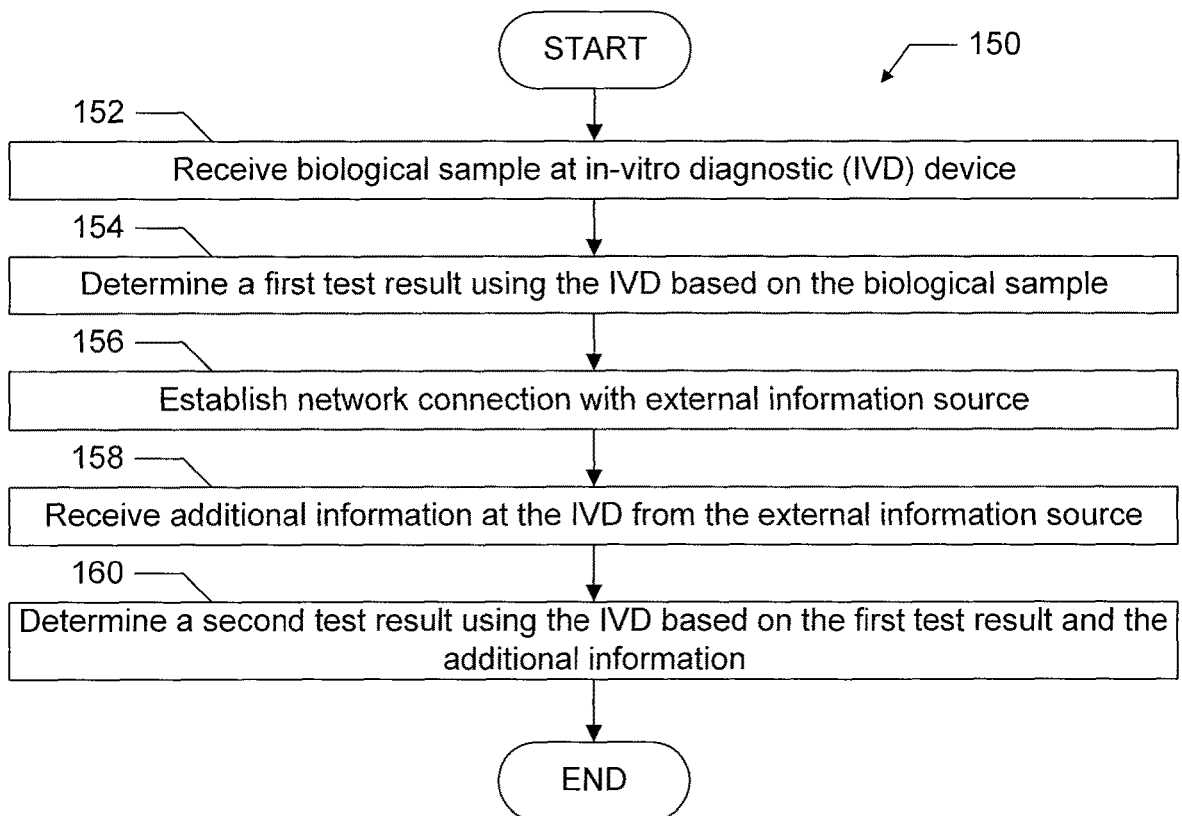 START
150
152
Receive biological sample at in-vitro diagnostic (IVD) device
154
Determine a first test result using the IVD based on the biological sample
156
Establish network connection with external information source
158
Receive additional information at the IVD from the external information source
160
Determine a second test result using the IVD based on the first test result and the
additional information
END